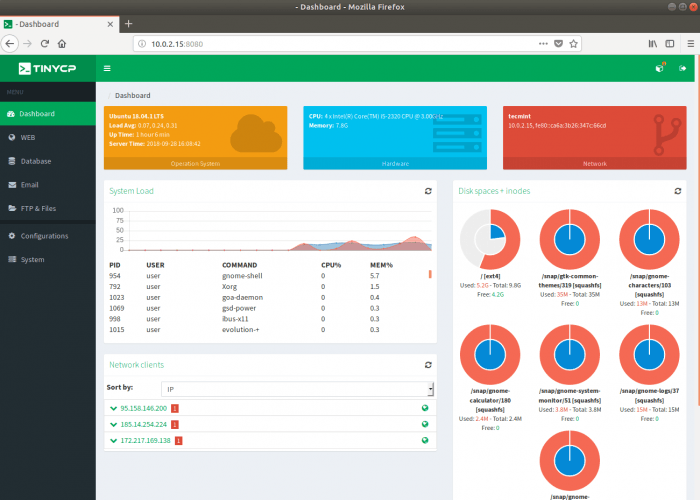 - Dashboard - Mozilla Firefox
- Dashboard
10.0.2.15:8080
TINYCP
MENU
Dashboard
WEB
Database
Email
FTP & Files
Configurations
System
Dashboard
Ubuntu 18.04.1 LTS
Load Avg: 0.07, 0.24, 0.31
Up Time: 1 hour 6 min
Server Time: 2018-09-28 16:08:42
Operation System
CPU: 4 x Intel(R) Core(TM) i5-2320 CPU @ 3.00GHz
Memory: 7.8G
Hardware
tecmint
10.0.2.15, fe80::ca6a:3b26:347c:66cd
Network
System Load
100
75
50
25
0
PID USER COMMAND CPU% MEM%
954 user gnome-shell 0 5.7
792 user Xorg 0 1.5
1023 user goa-daemon 0 0.4
1069 user gsd-power 0 0.3
998 user ibus-x11 0 0.3
1015 user evolution-+ 0 0.3
Network clients
Sort by: IP
95.158.146.200 1
185.14.254.224 1
172.217.169.138 1
Disk spaces + inodes
/ [ext4]
Used: 5.2G - Total: 9.8G
Free: 4.2G
/snap/gtk-common-
themes/319 [squashfs]
Used: 35M - Total: 35M
Free: 0
/snap/gnome-
characters/103
[squashfs]
Used: 13M - Total: 13M
Free: 0
/snap/gnome-
calculator/180
[squashfs]
Used: 2.4M - Total: 2.4M
Free: 0
/snap/gnome-system-
monitor/51 [squashfs]
Used: 3.8M - Total: 3.8M
Free: 0
/snap/gnome-logs/37
[squashfs]
Used: 15M - Total: 15M
Free: 0
/snap/gnome-